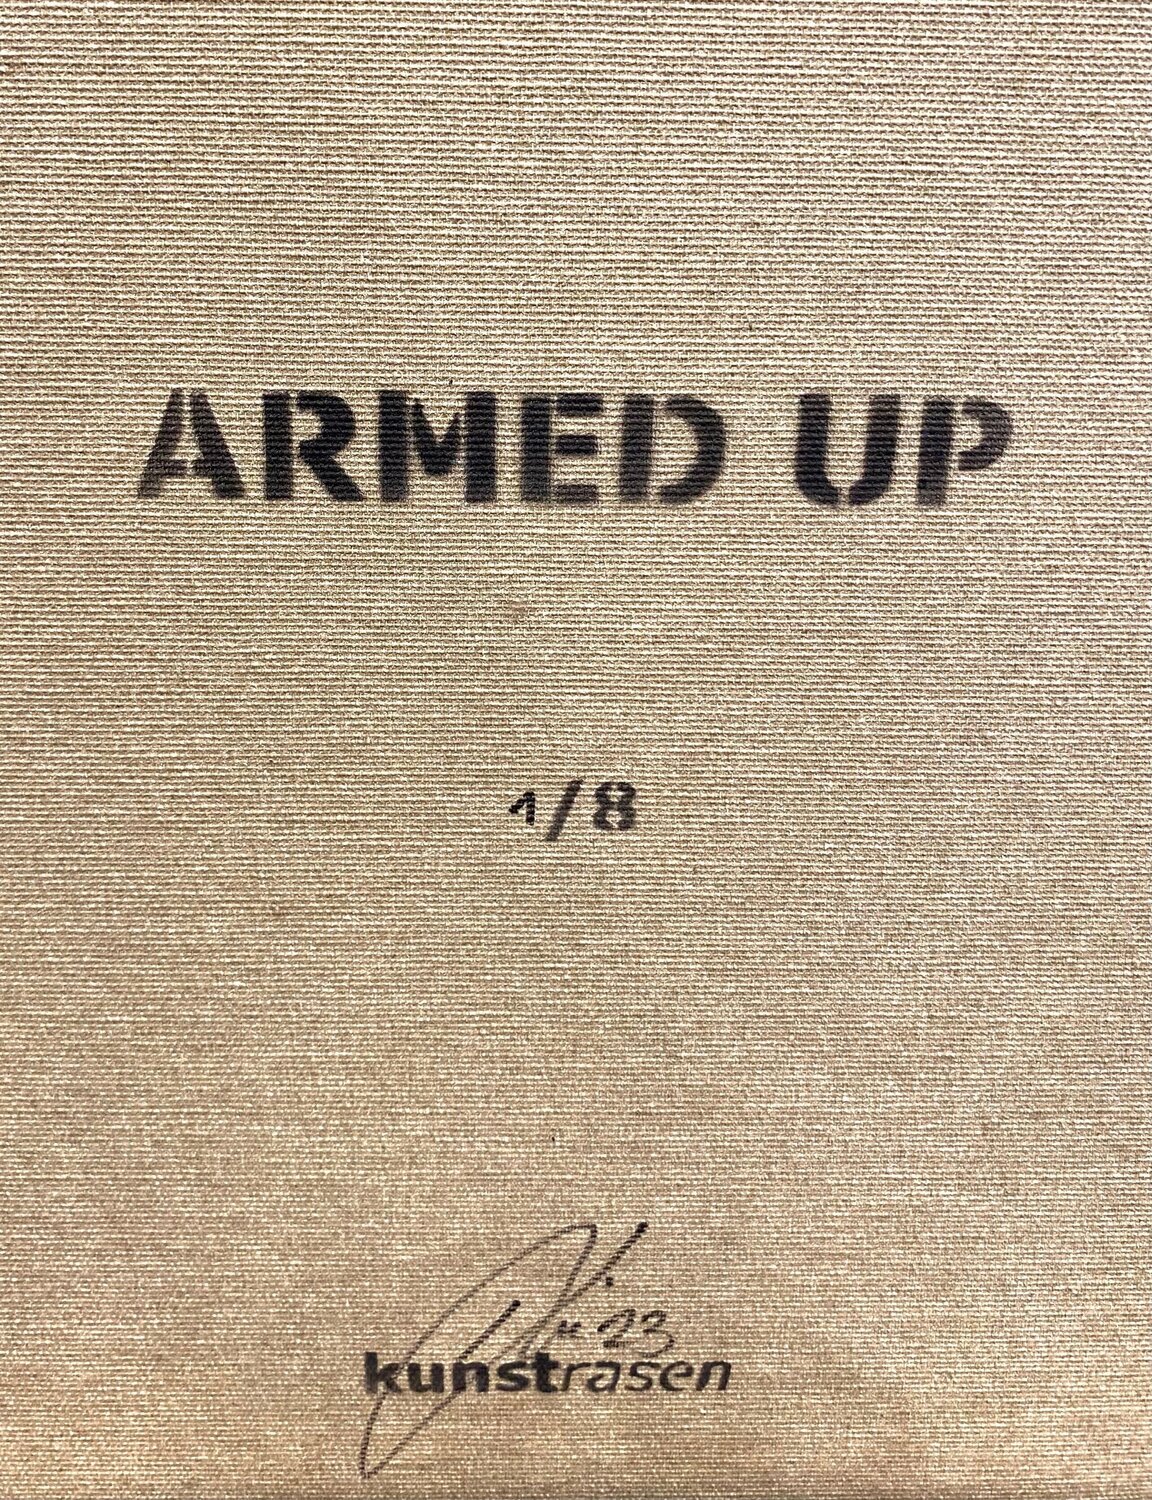 ARMED UP
1/8
23
kunstrasen